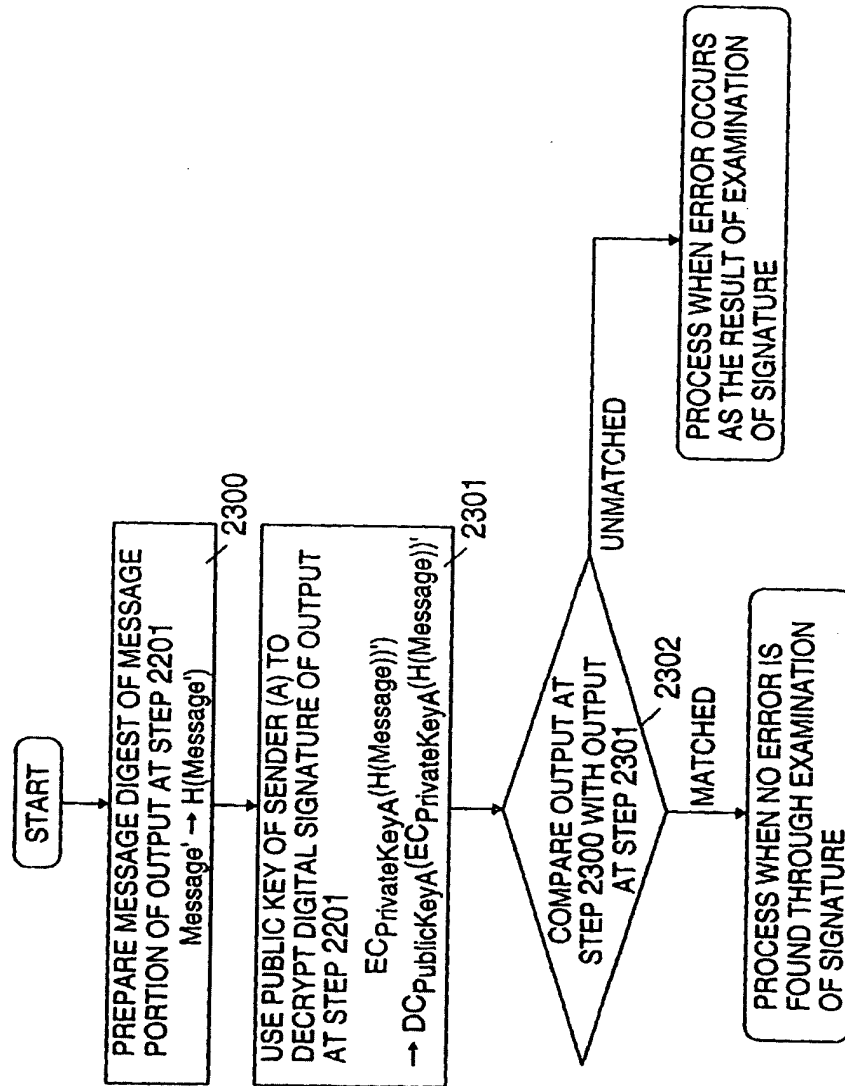 START
PREPARE MESSAGE DIGEST OF MESSAGE
PORTION OF OUTPUT AT STEP 2201
Message' → H(Message')
2300
USE PUBLIC KEY OF SENDER (A) TO
DECRYPT DIGITAL SIGNATURE OF OUTPUT
AT STEP 2201
ECPrivateKeyA(H(Message))')
→ DCPublicKeyA(ECPrivateKeyA(H(Message))'
2301
COMPARE OUTPUT AT
STEP 2300 WITH OUTPUT
AT STEP 2301
2302
UNMATCHED
MATCHED
PROCESS WHEN ERROR OCCURS
AS THE RESULT OF EXAMINATION
OF SIGNATURE
PROCESS WHEN NO ERROR IS
FOUND THROUGH EXAMINATION
OF SIGNATURE